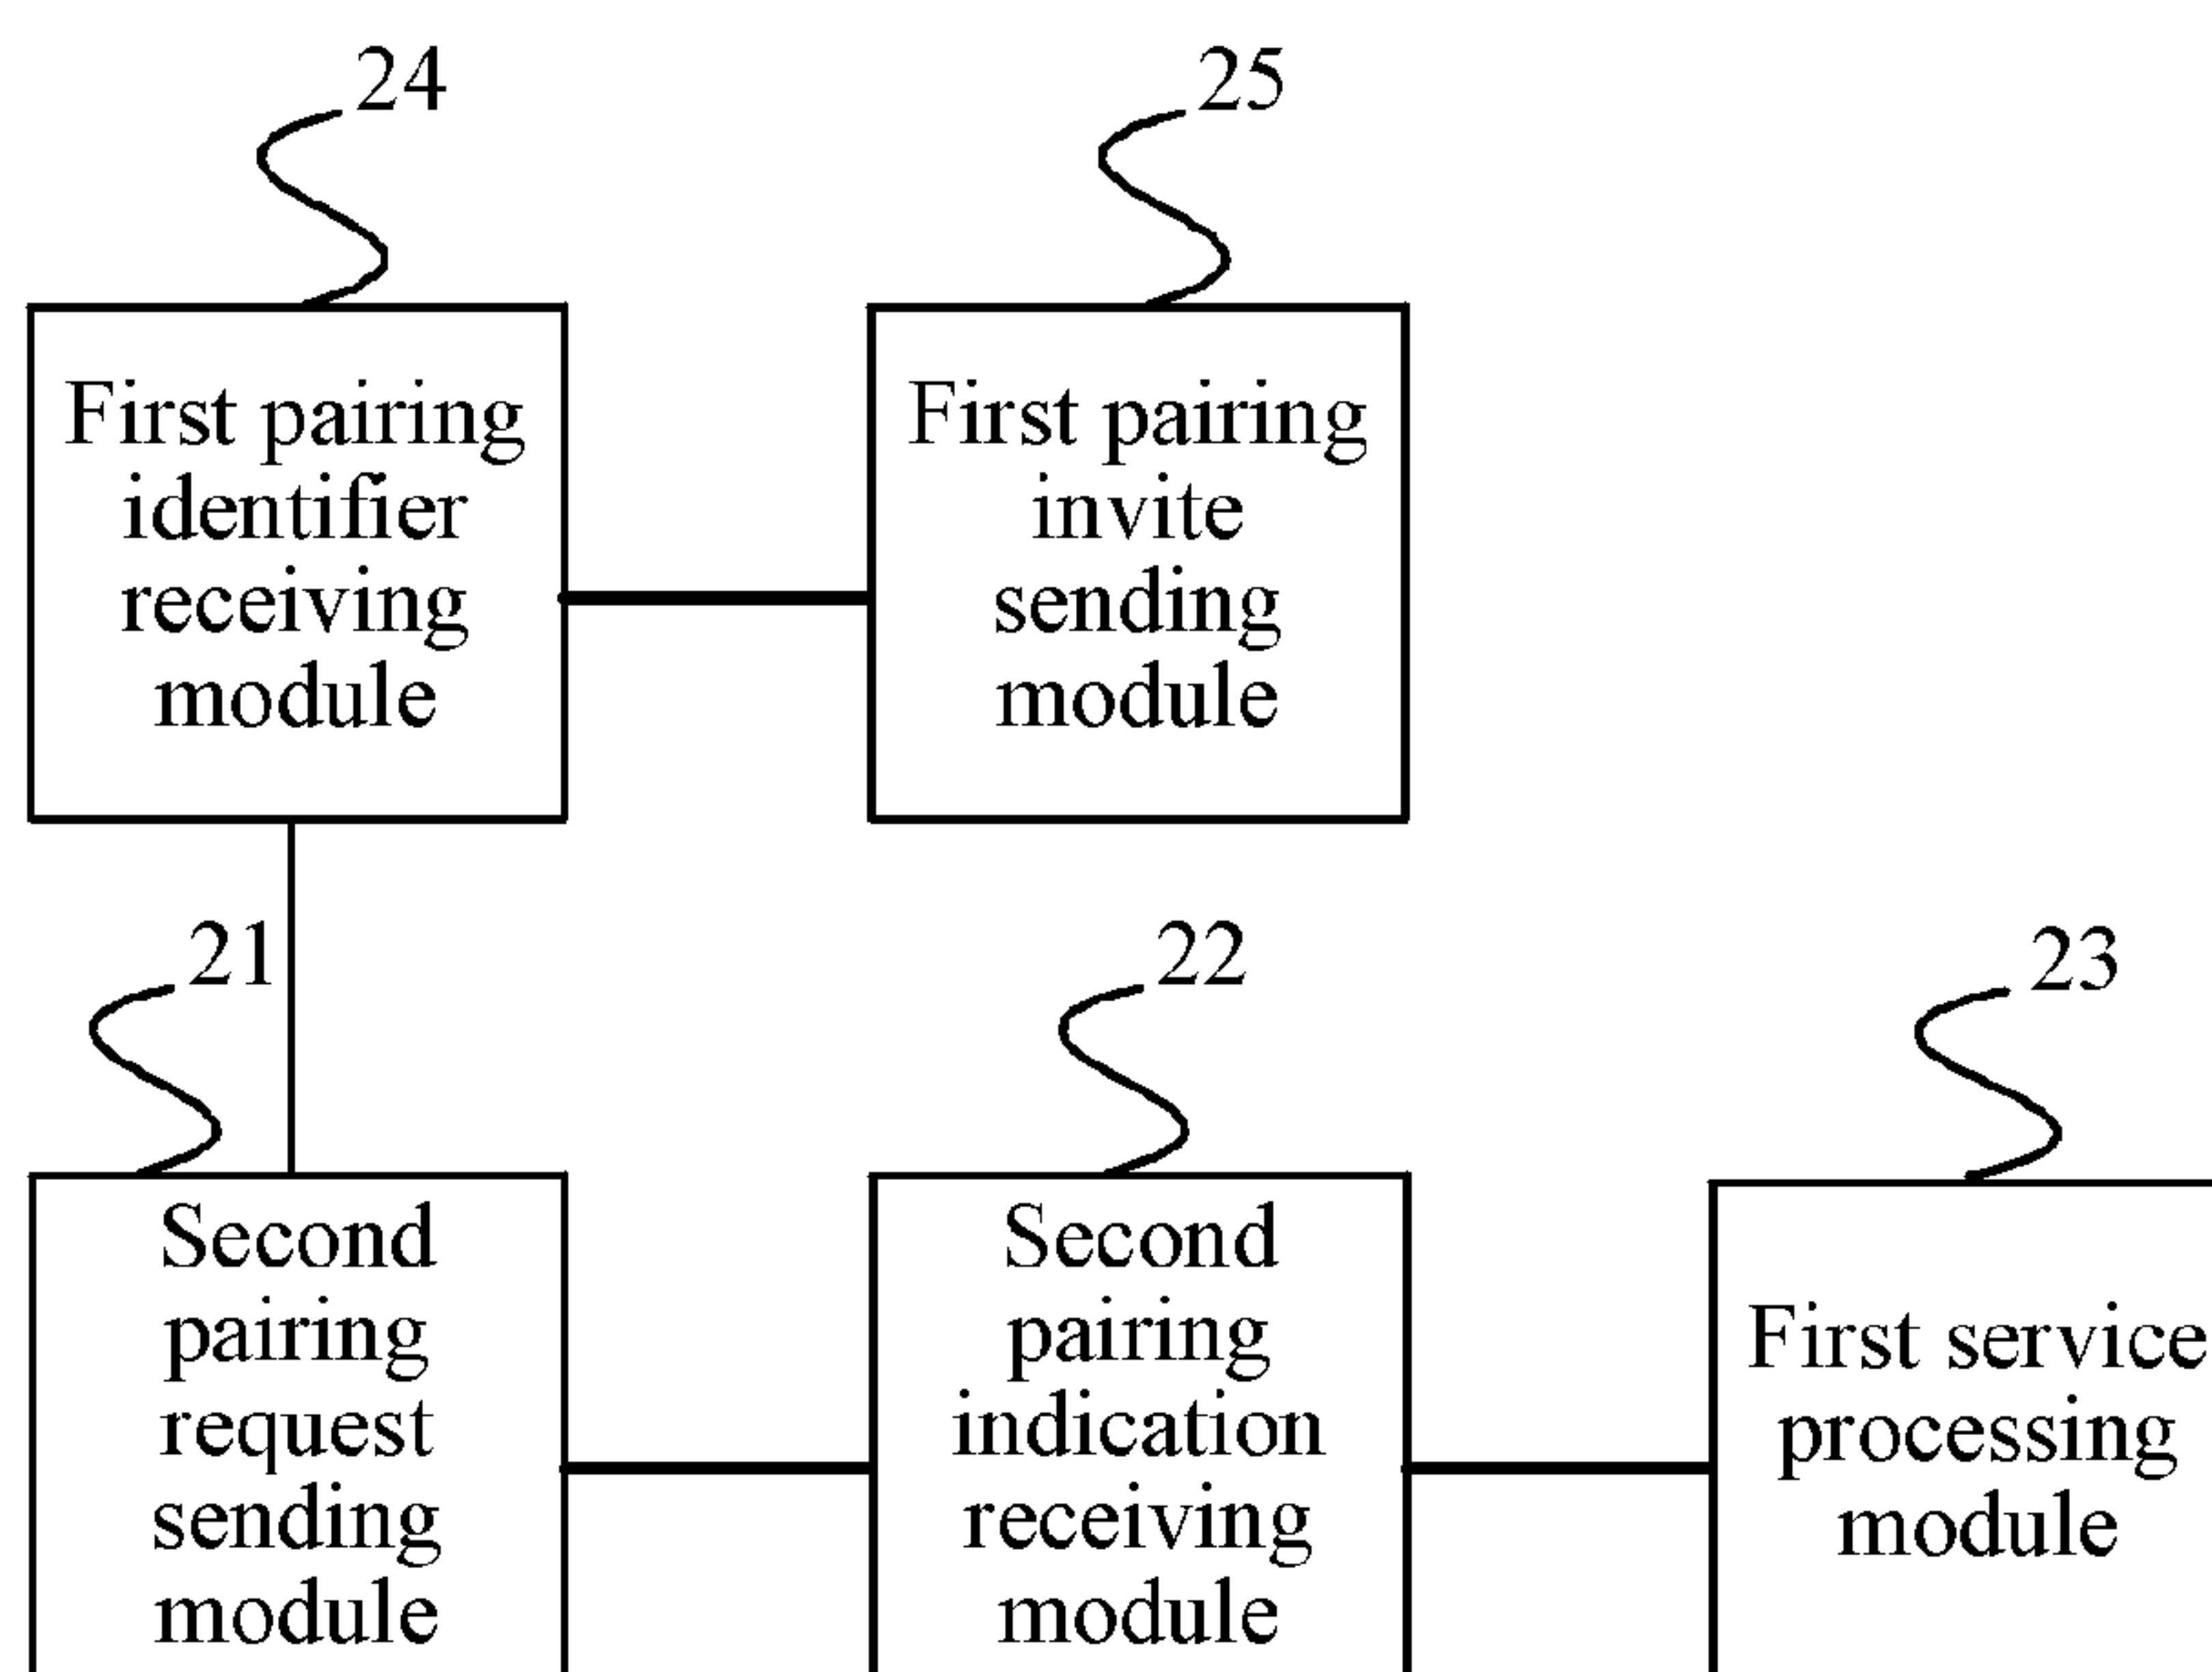 24
25
First pairing
identifier
receiving
module
First pairing
invite
sending
module
21
22
23
Second
pairing
request
sending
module
Second
pairing
indication
receiving
module
First service
processing
module